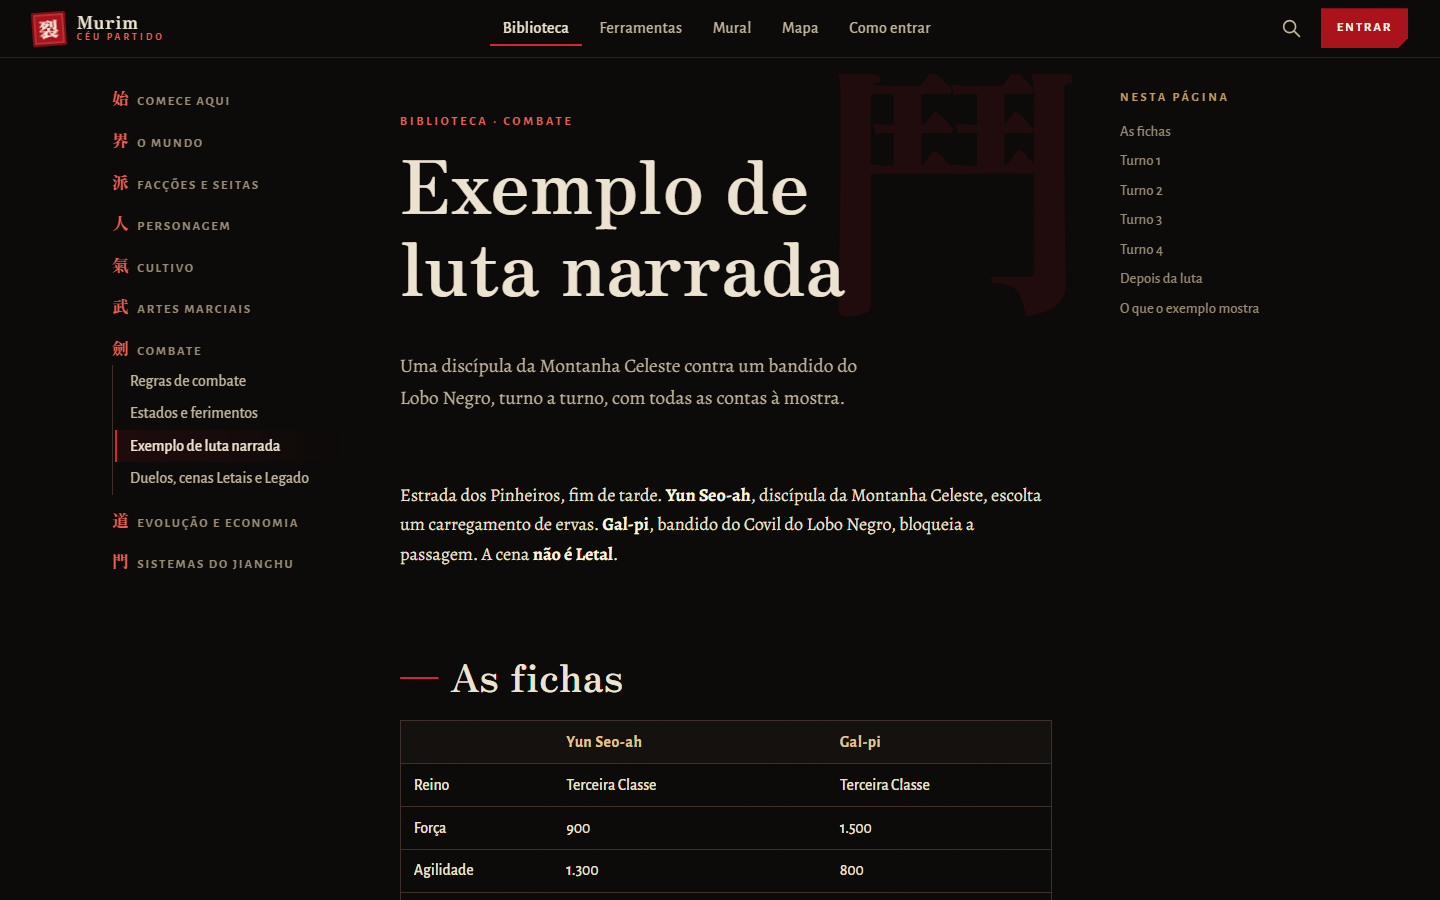 裂 Murim
CÉU PARTIDO
Biblioteca Ferramentas Mural Mapa Como entrar
ENTRAR
始 COMECE AQUI
界 O MUNDO
派 FACÇÕES E SEITAS
人 PERSONAGEM
氣 CULTIVO
武 ARTES MARCIAIS
劍 COMBATE
Regras de combate
Estados e ferimentos
Exemplo de luta narrada
Duelos, cenas Letais e Legado
道 EVOLUÇÃO E ECONOMIA
門 SISTEMAS DO JIANGHU
鬥
BIBLIOTECA · COMBATE
Exemplo de
luta narrada
Uma discípula da Montanha Celeste contra um bandido do
Lobo Negro, turno a turno, com todas as contas à mostra.
Estrada dos Pinheiros, fim de tarde. Yun Seo-ah, discípula da Montanha Celeste, escolta
um carregamento de ervas. Gal-pi, bandido do Covil do Lobo Negro, bloqueia a
passagem. A cena não é Letal.
As fichas
Yun Seo-ah Gal-pi
Reino Terceira Classe Terceira Classe
Força 900 1.500
Agilidade 1.300 800
NESTA PÁGINA
As fichas
Turno 1
Turno 2
Turno 3
Turno 4
Depois da luta
O que o exemplo mostra